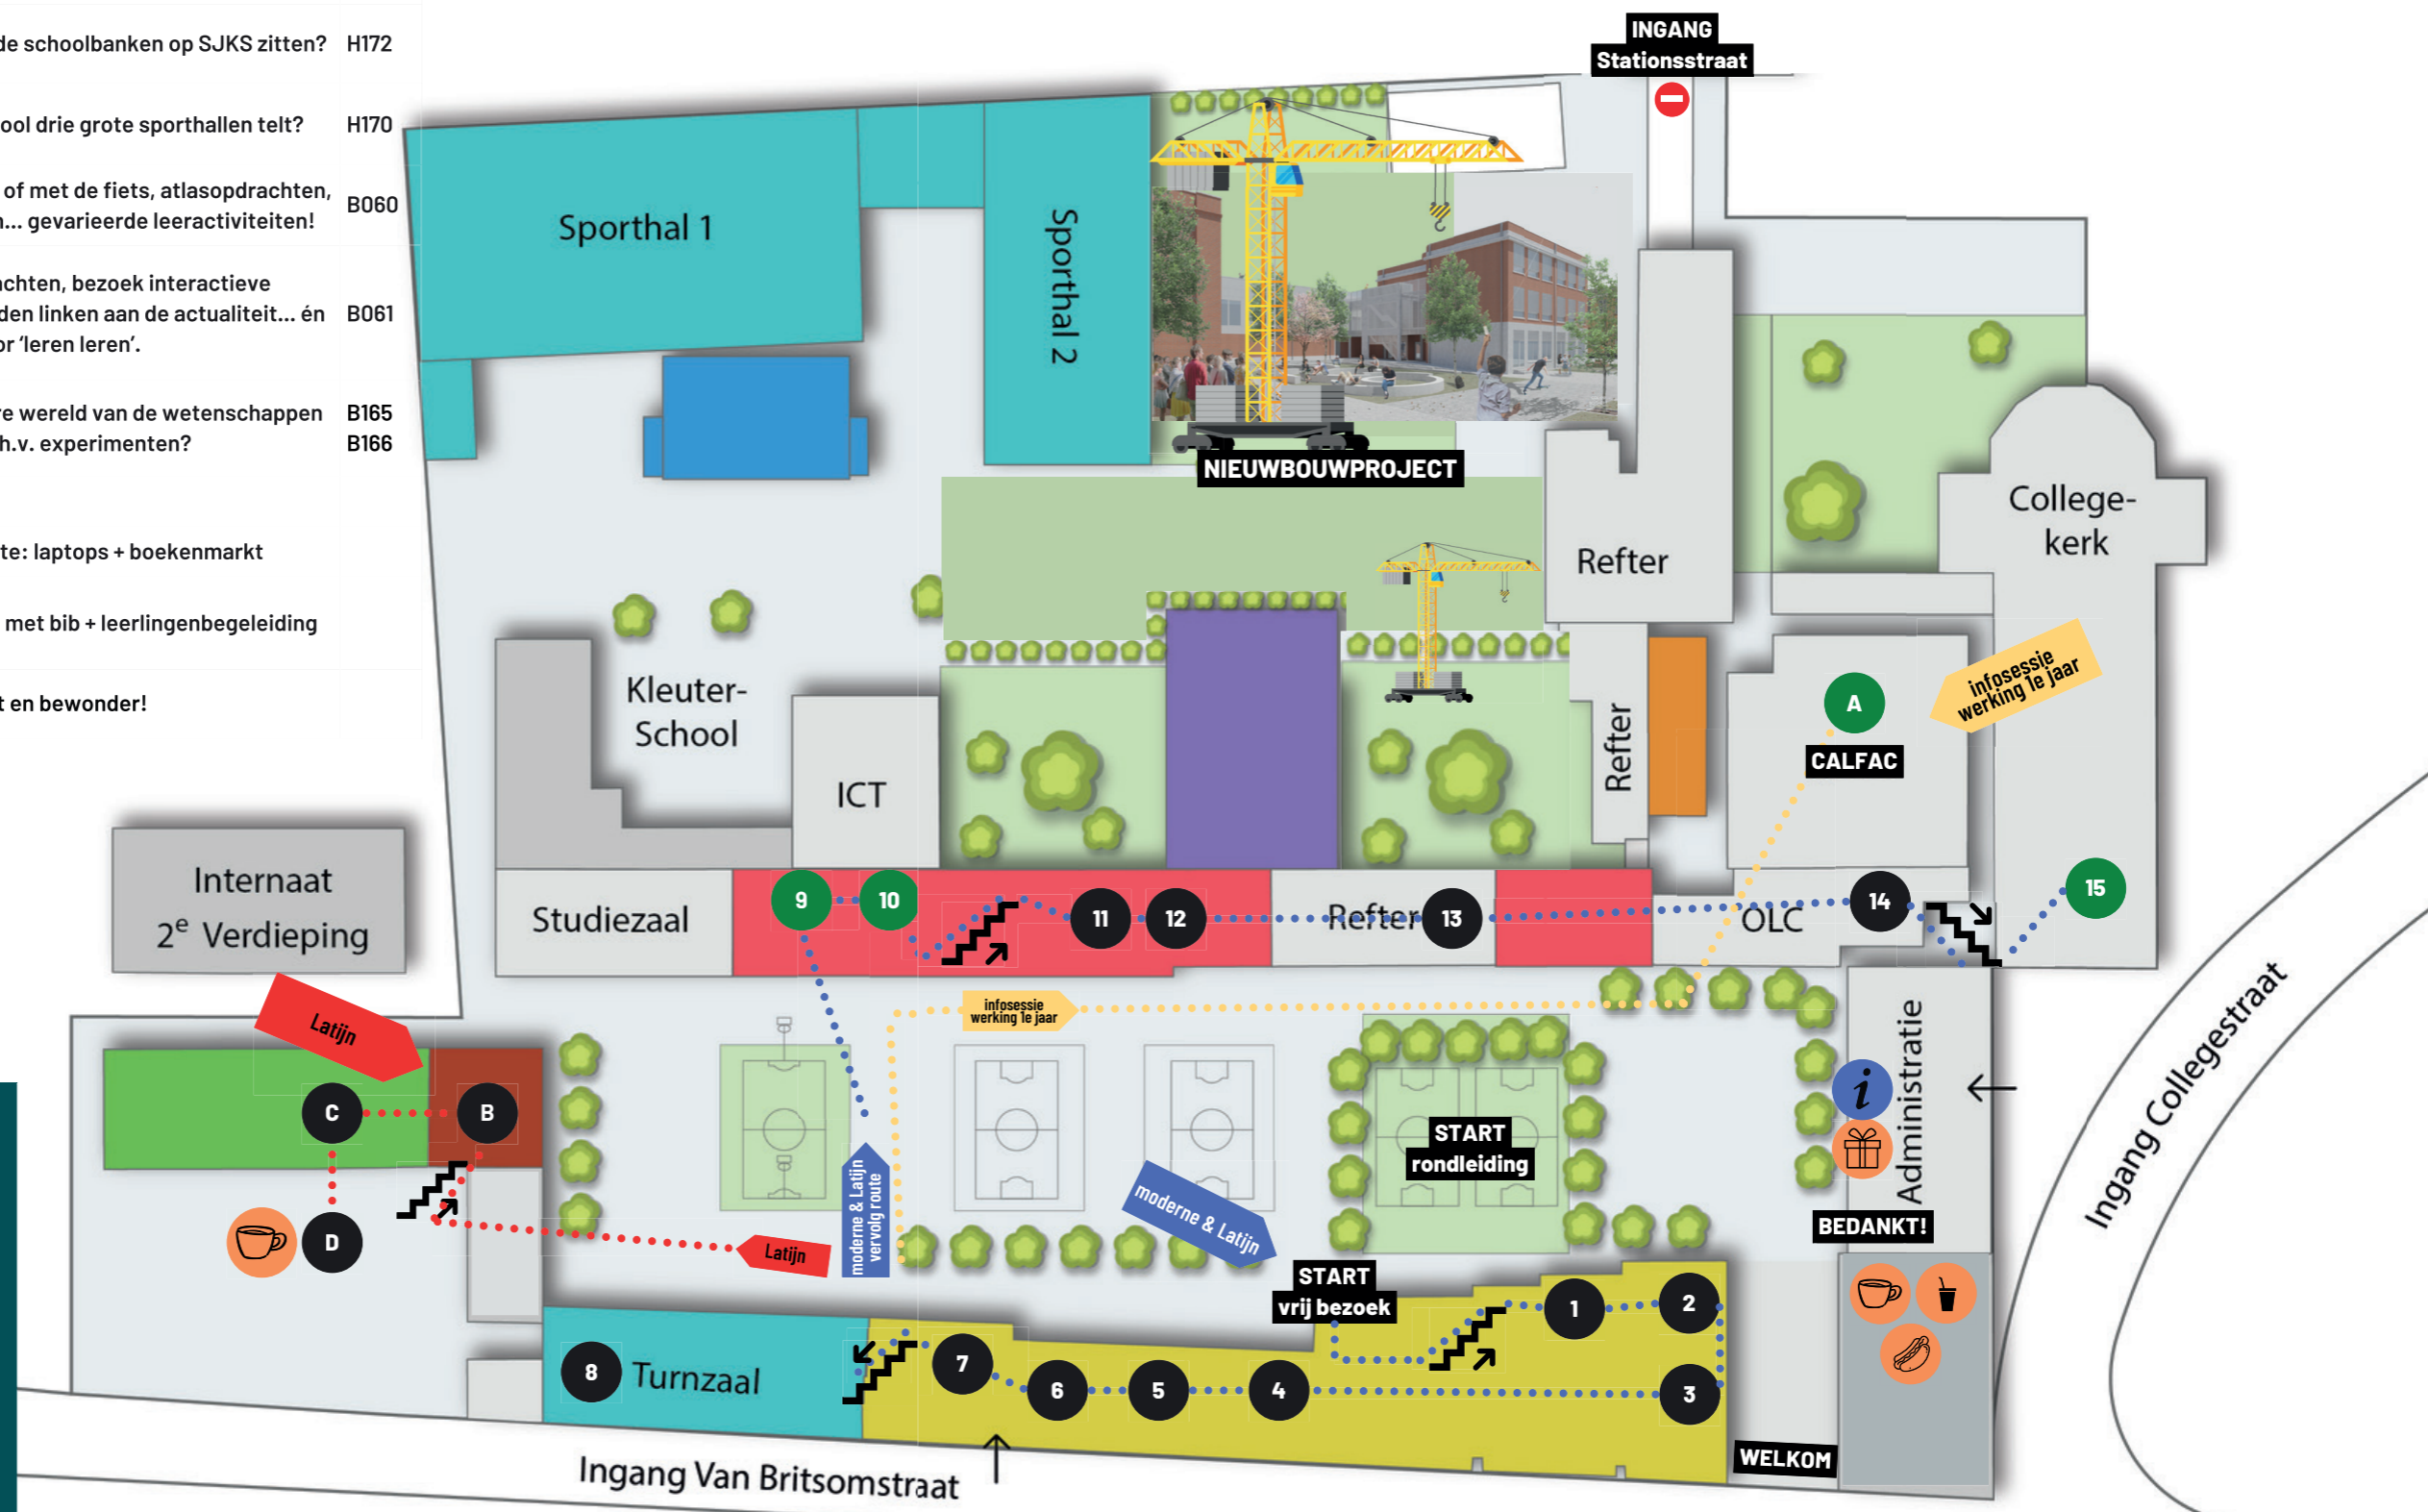 de schoolbanken op SJKS zitten? H172
ool drie grote sporthallen telt? H170
of met de fiets, atlasopdrachten,
n... gevarieerde leeractiviteiten! B060
achten, bezoek interactieve
den linken aan de actualiteit... én B061
or ‘leren leren’.
re wereld van de wetenschappen B165
h.v. experimenten? B166
te: laptops + boekenmarkt
met bib + leerlingenbegeleiding
t en bewonder!
INGANG
Stationsstraat
Sporthal 1
Sporthal 2
NIEUWBOUWPROJECT
Refter
College-
kerk
Kleuter-
School
ICT
Refter
A
CALFAC
infosessie
werking 1e jaar
Internaat
2e Verdieping
Studiezaal
9
10
11
12
Refter
13
OLC
14
15
Latijn
infosessie
werking 1e jaar
C
B
D
Latijn
moderne & Latijn
vervolg route
moderne & Latijn
START
rondleiding
i
Administratie
BEDANKT!
Ingang Collegestraat
START
vrij bezoek
1
2
3
4
5
6
7
8
Turnzaal
WELKOM
Ingang Van Britsomstraat